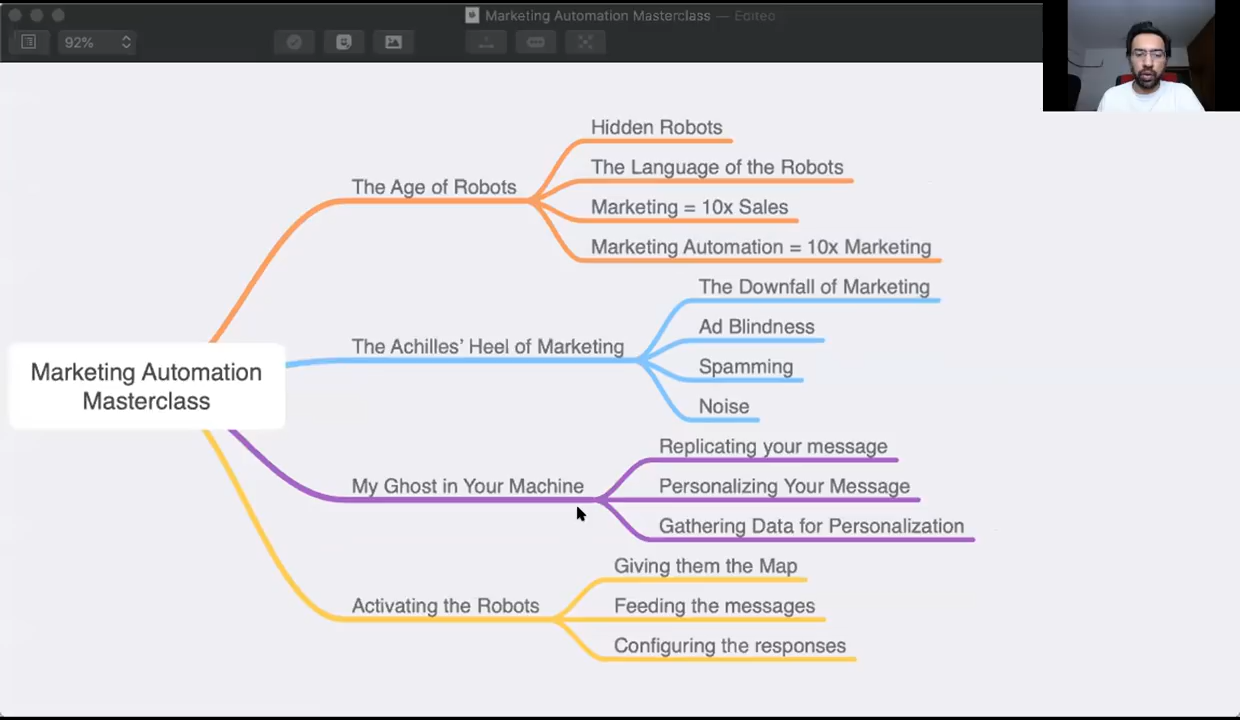 Marketing Automation Masterclass — Edited
92%
Hidden Robots
The Age of Robots
The Language of the Robots
Marketing = 10x Sales
Marketing Automation = 10x Marketing
The Downfall of Marketing
Ad Blindness
The Achilles’ Heel of Marketing
Spamming
Noise
Marketing Automation
Masterclass
Replicating your message
My Ghost in Your Machine
Personalizing Your Message
Gathering Data for Personalization
Giving them the Map
Activating the Robots
Feeding the messages
Configuring the responses